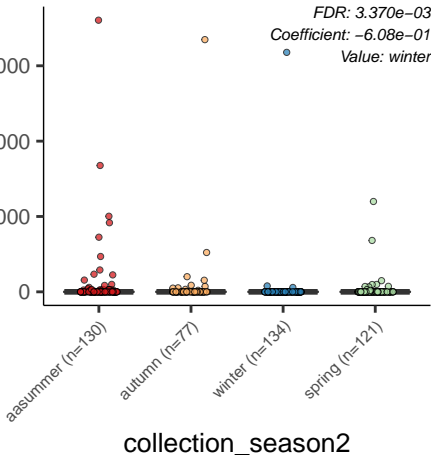 FDR: 3.370e−03
Coefficient: −6.08e−01
Value: winter
000
000
000
0
aasummer (n=130)
autumn (n=77)
winter (n=134)
spring (n=121)
collection_season2